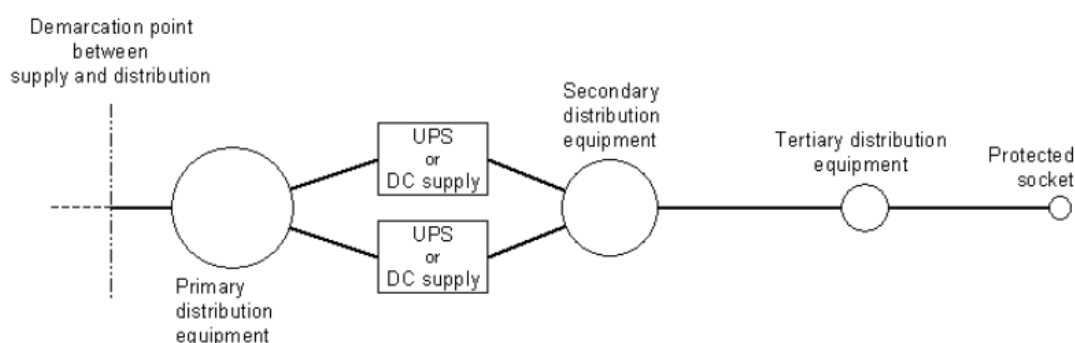 Demarcation point
between
supply and distribution
UPS
or
DC supply
UPS
or
DC supply
Primary
distribution
equipment
Secondary
distribution
equipment
Tertiary distribution
equipment
Protected
socket